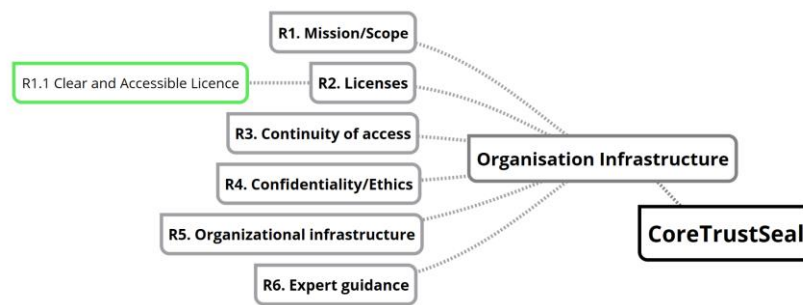 R1. Mission/Scope
R1.1 Clear and Accessible Licence
R2. Licenses
R3. Continuity of access
Organisation Infrastructure
R4. Confidentiality/Ethics
R5. Organizational infrastructure
CoreTrustSeal
R6. Expert guidance